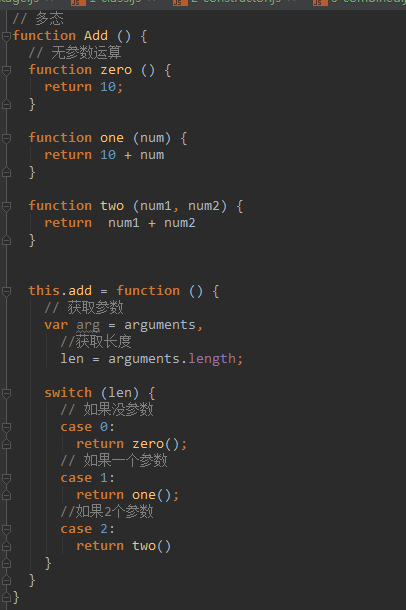 // 多态
function Add () {
  // 无参数运算
  function zero () {
    return 10;
  }

  function one (num) {
    return 10 + num
  }

  function two (num1, num2) {
    return  num1 + num2
  }


  this.add = function () {
    // 获取参数
    var arg = arguments,
      //获取长度
      len = arguments.length;

    switch (len) {
      // 如果没参数
      case 0:
        return zero();
      // 如果一个参数
      case 1:
        return one();
      //如果2个参数
      case 2:
        return two()
    }
  }
}